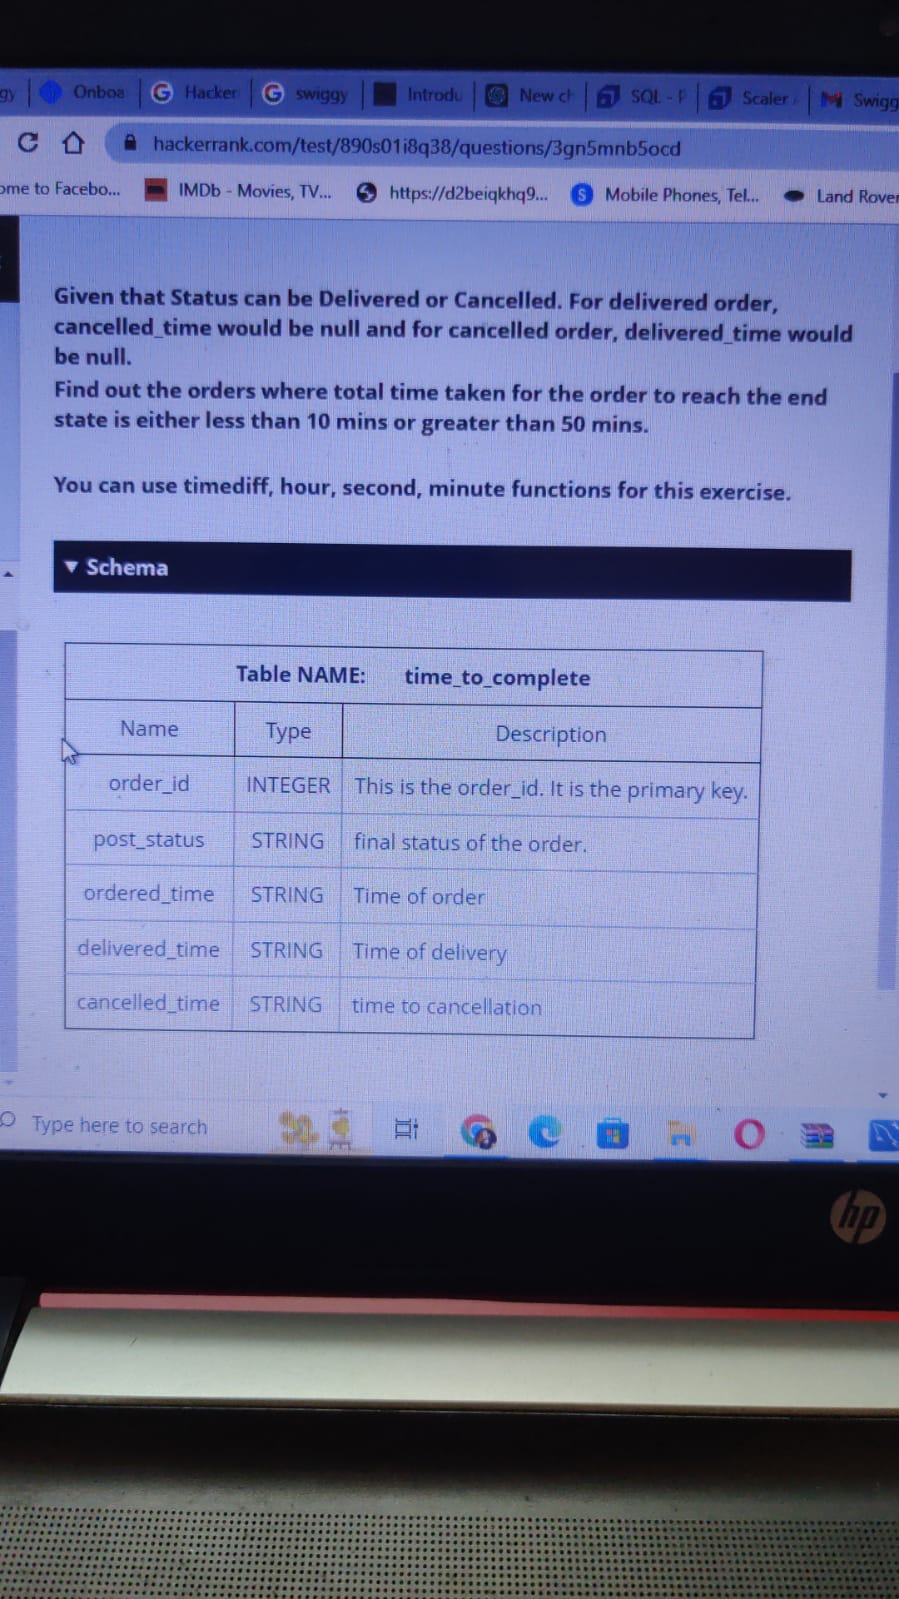 gy Onboa Hacker swiggy Introdu New ch SQL - P Scaler Swigg
hackerrank.com/test/890s01i8q38/questions/3gn5mnb5ocd
ome to Facebo... IMDb - Movies, TV... https://d2beiqkhq9... S Mobile Phones, Tel... Land Rover
Given that Status can be Delivered or Cancelled. For delivered order,
cancelled_time would be null and for cancelled order, delivered_time would
be null.
Find out the orders where total time taken for the order to reach the end
state is either less than 10 mins or greater than 50 mins.
You can use timediff, hour, second, minute functions for this exercise.
▼ Schema
Table NAME: time_to_complete
Name Type Description
order_id INTEGER This is the order_id. It is the primary key.
post_status STRING final status of the order.
ordered_time STRING Time of order
delivered_time STRING Time of delivery
cancelled_time STRING time to cancellation
Type here to search
hp